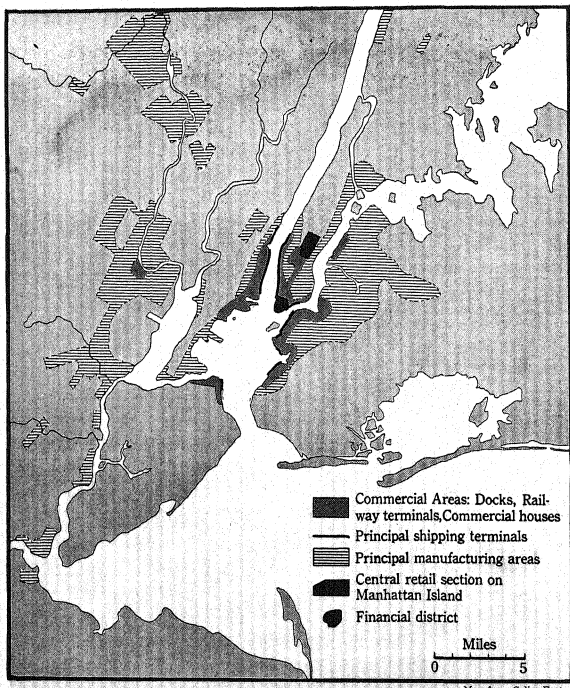 Commercial Areas: Docks, Rail-
way terminals,Commercial houses
Principal shipping terminals
Principal manufacturing areas
Central retail section on
Manhattan Island
Financial district
Miles
0 5